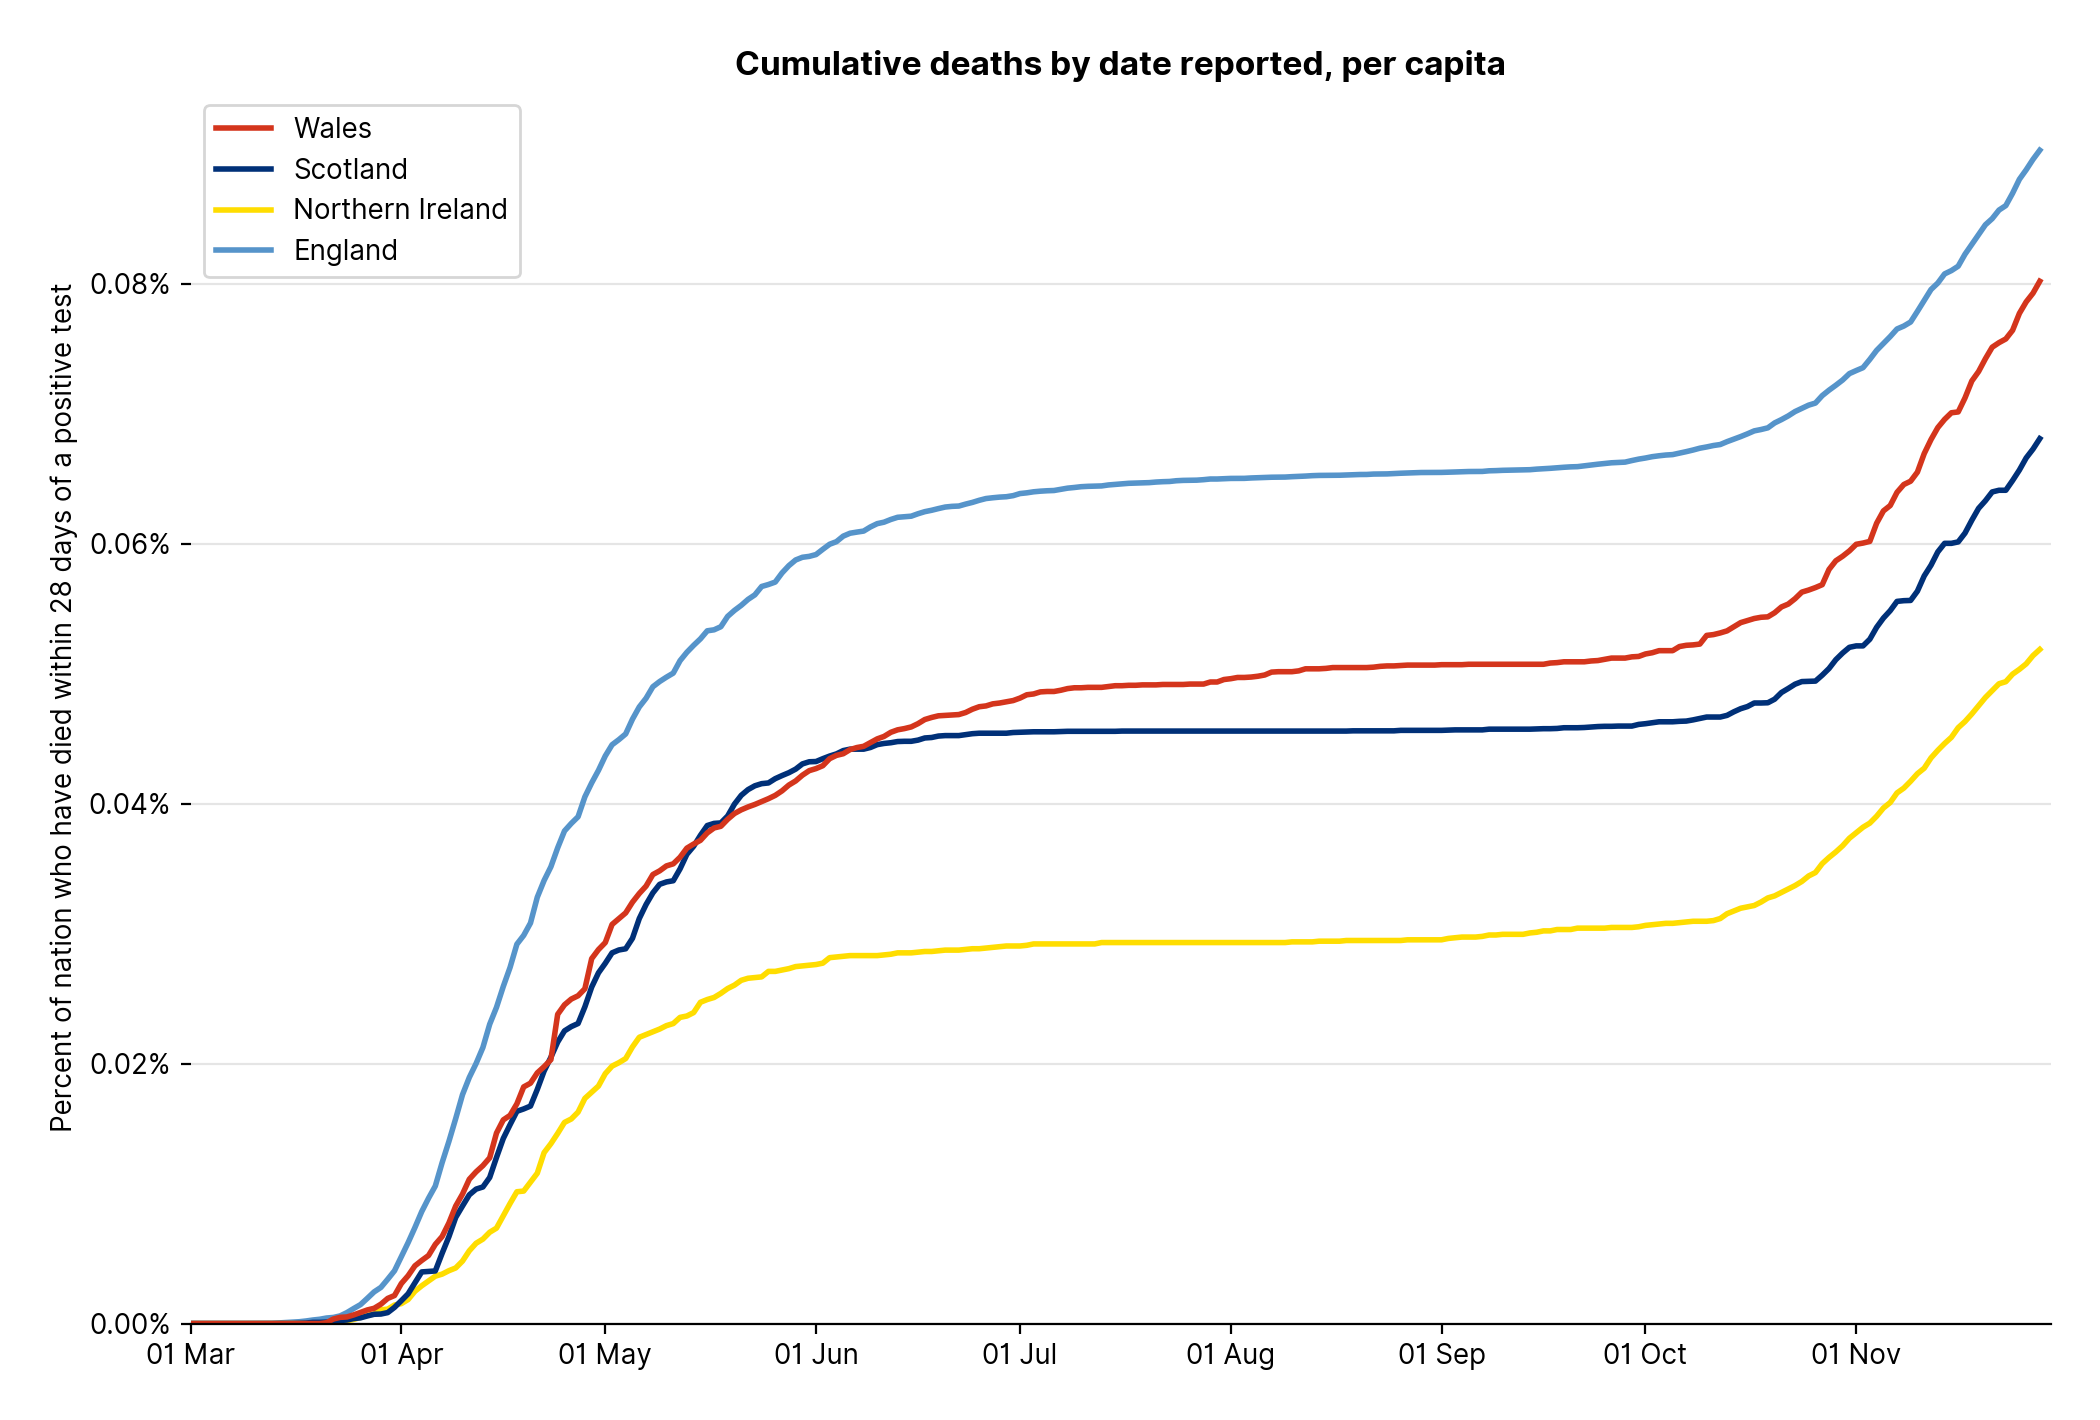 Cumulative deaths by date reported, per capita
Wales
Scotland
Northern Ireland
England
Percent of nation who have died within 28 days of a positive test
0.08%
0.06%
0.04%
0.02%
0.00%
01 Mar
01 Apr
01 May
01 Jun
01 Jul
01 Aug
01 Sep
01 Oct
01 Nov